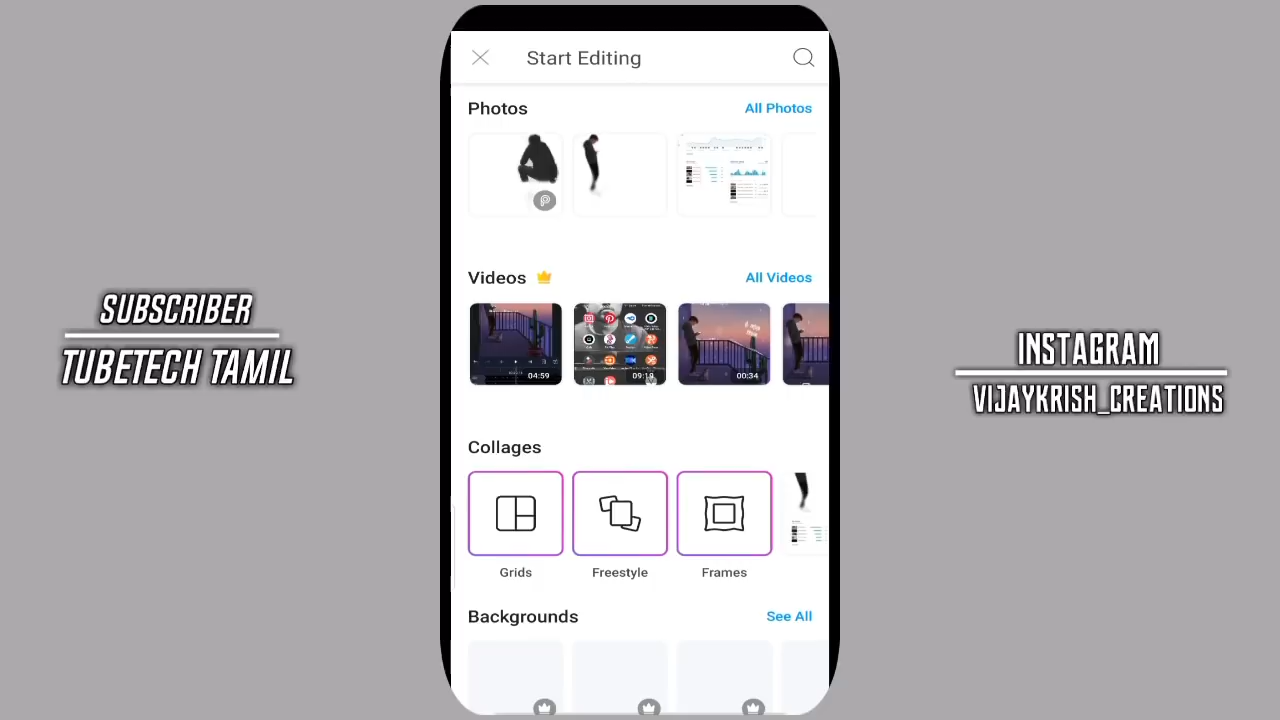 Start Editing
Photos
All Photos
Videos
All Videos
04:59
09:19
00:34
Collages
Grids
Freestyle
Frames
Backgrounds
See All
SUBSCRIBER
TUBETECH TAMIL
INSTAGRAM
VIJAYKRISH_CREATIONS